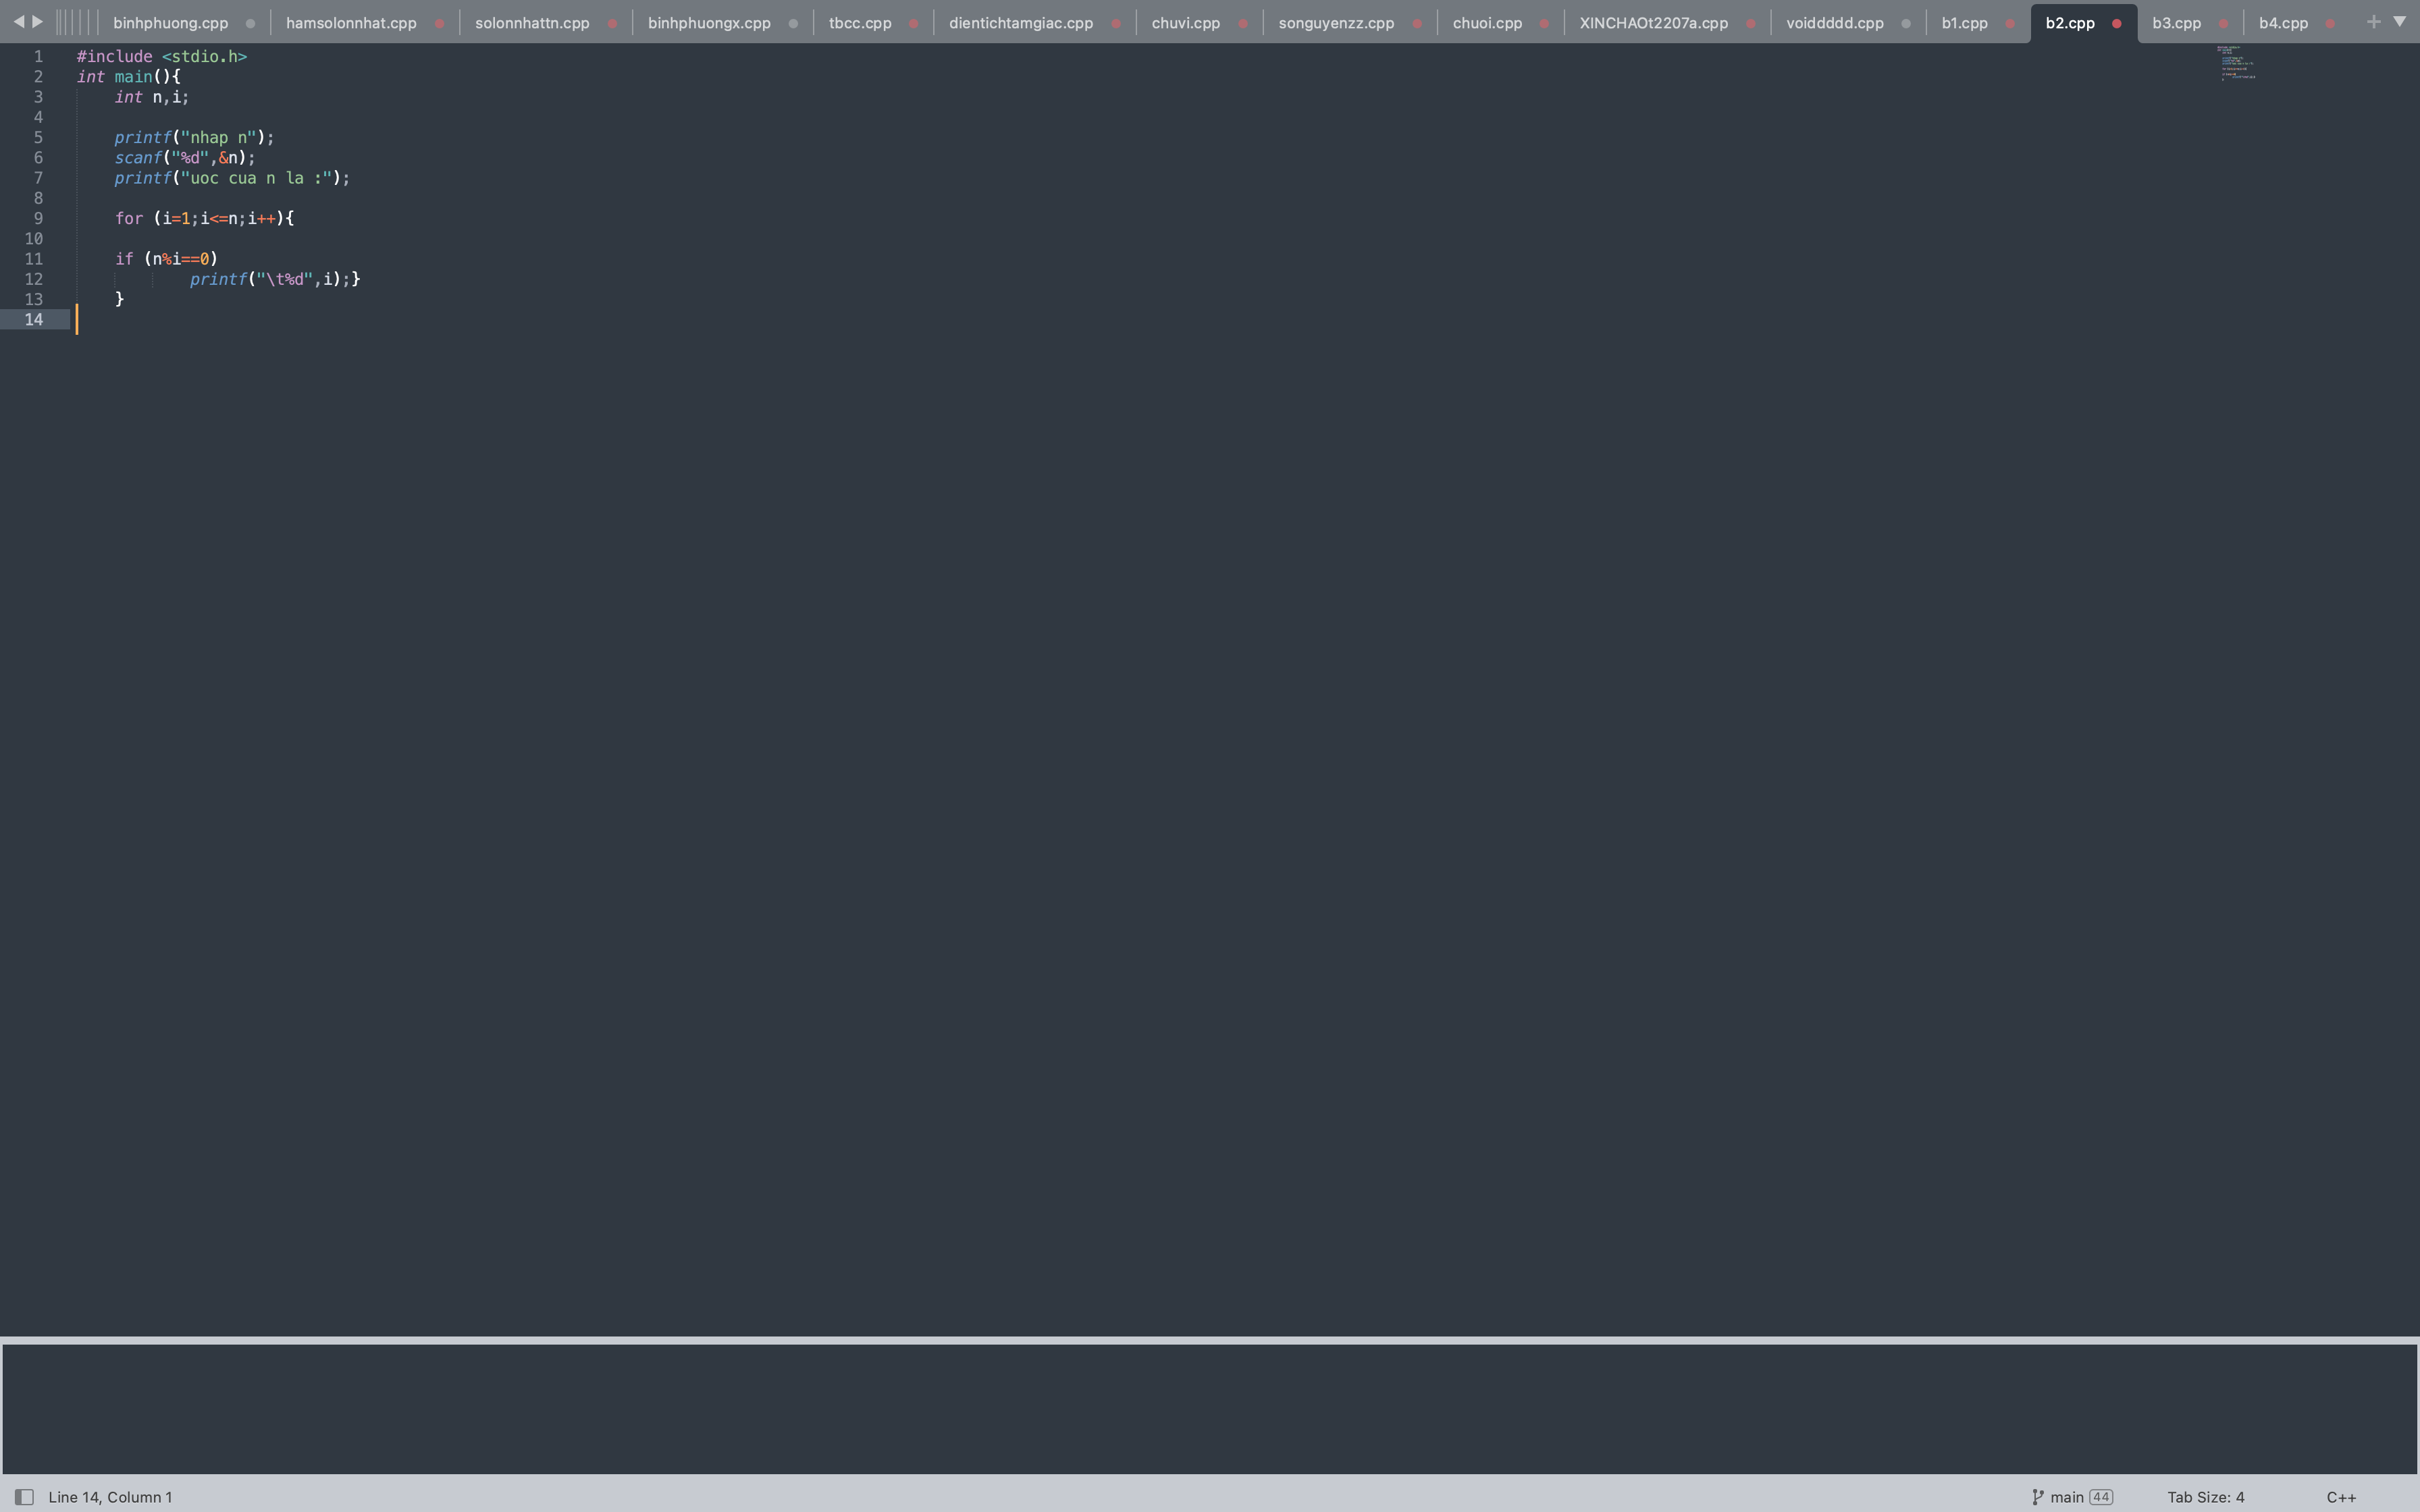 binhphuong.cpp hamsolonnhat.cpp solonnhattn.cpp binhphuongx.cpp tbcc.cpp dientichtamgiac.cpp chuvi.cpp songuyenzz.cpp chuoi.cpp XINCHAOt2207a.cpp voiddddd.cpp b1.cpp b2.cpp b3.cpp b4.cpp
1 #include <stdio.h>
2 int main(){
3 int n,i;
4
5 printf("nhap n");
6 scanf("%d",&n);
7 printf("uoc cua n la :");
8
9 for (i=1;i<=n;i++){
10
11 if (n%i==0)
12 printf("\t%d",i);}
13 }
14
Line 14, Column 1 main 44 Tab Size: 4 C++